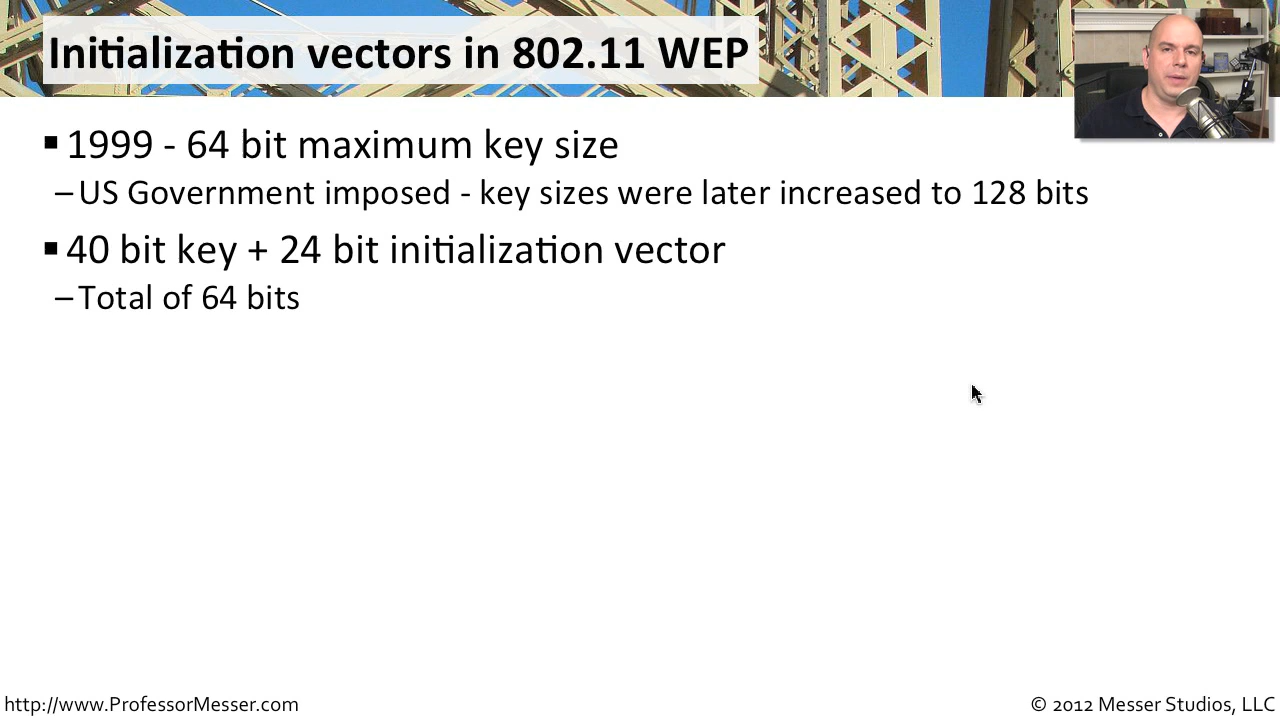 Initialization vectors in 802.11 WEP
▪ 1999 - 64 bit maximum key size
– US Government imposed - key sizes were later increased to 128 bits
▪ 40 bit key + 24 bit initialization vector
– Total of 64 bits
http://www.ProfessorMesser.com
© 2012 Messer Studios, LLC